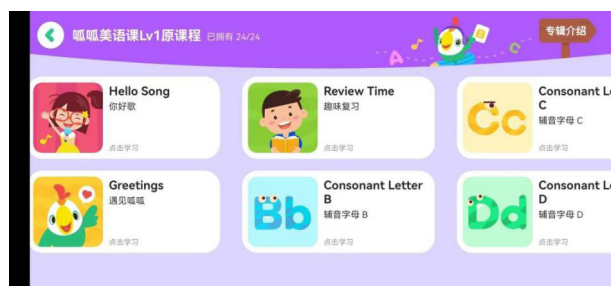 呱呱美语课Lv1原课程 已拥有 24/24
专辑介绍
A
B
C
Hello Song
你好歌
点击学习
Review Time
趣味复习
点击学习
Cc
Consonant Le
C
辅音字母 C
点击学习
Greetings
遇见呱呱
点击学习
Bb
Consonant Letter
B
辅音字母 B
点击学习
Dd
Consonant Le
D
辅音字母 D
点击学习